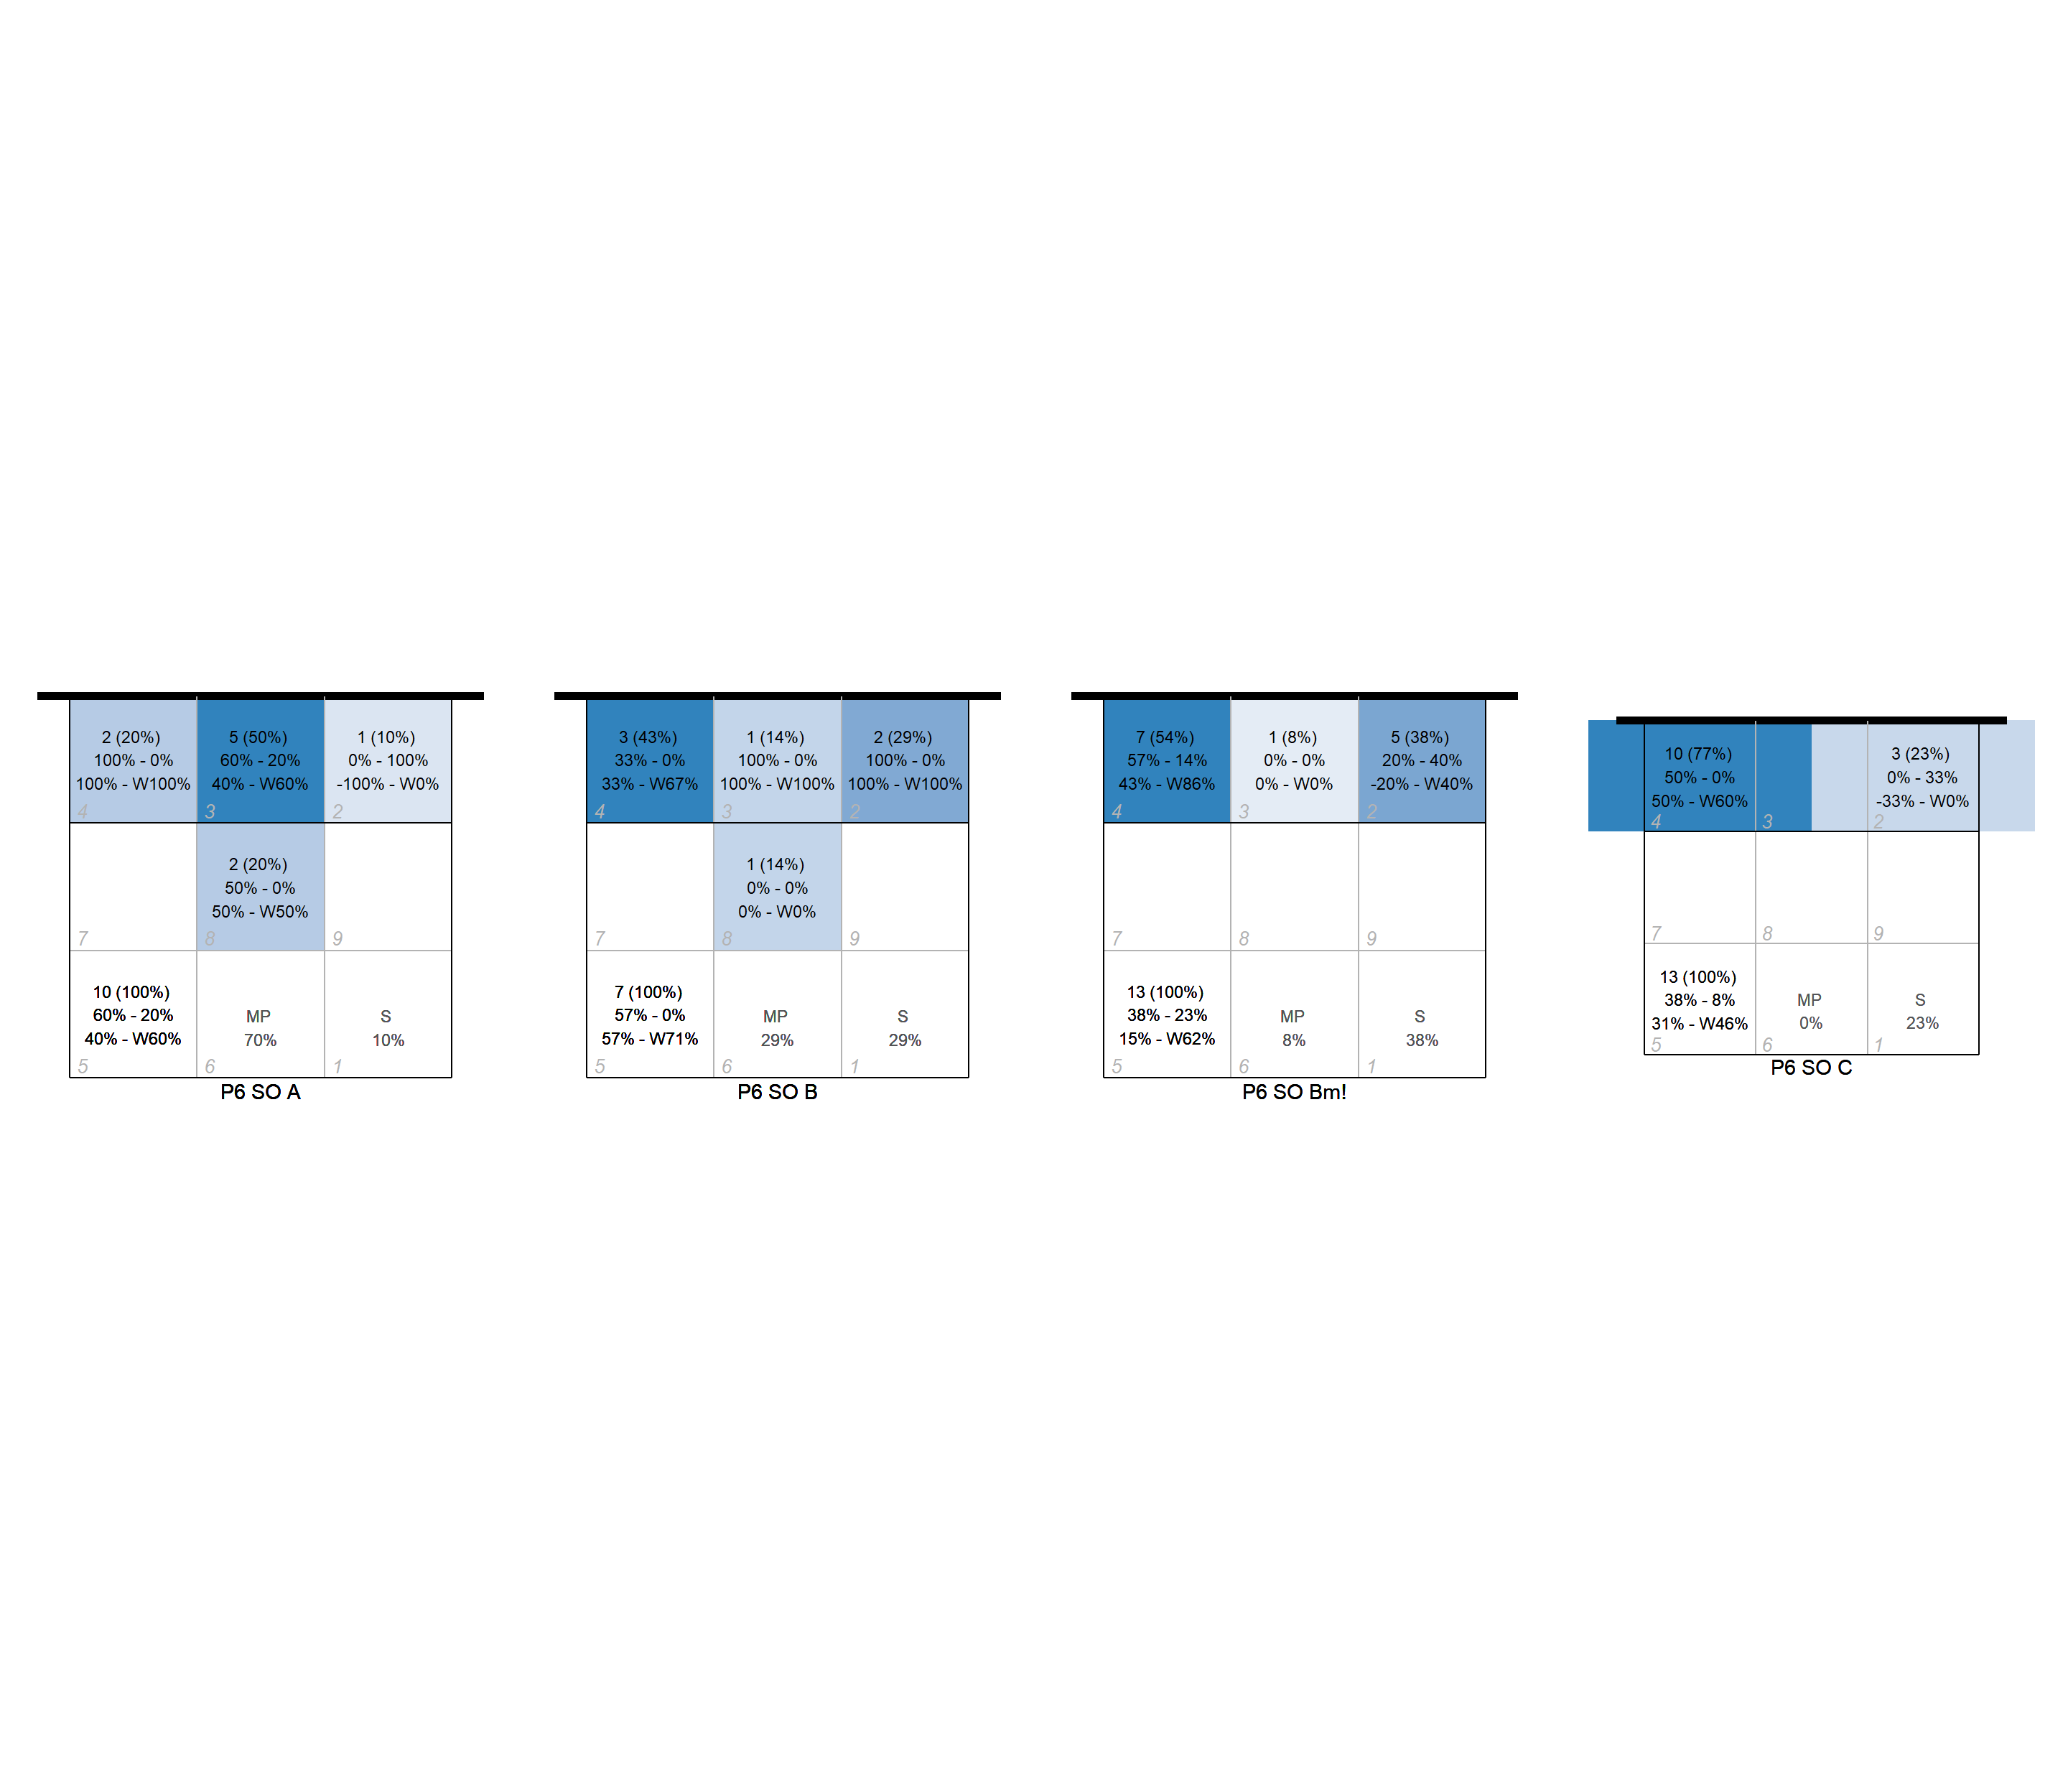 2 (20%)
100% - 0%
100% - W100%
4
5 (50%)
60% - 20%
40% - W60%
3
1 (10%)
0% - 100%
-100% - W0%
2
7
2 (20%)
50% - 0%
50% - W50%
8
9
10 (100%)
60% - 20%
40% - W60%
5
MP
70%
6
S
10%
1
P6 SO A
3 (43%)
33% - 0%
33% - W67%
4
1 (14%)
100% - 0%
100% - W100%
3
2 (29%)
100% - 0%
100% - W100%
2
7
1 (14%)
0% - 0%
0% - W0%
8
9
7 (100%)
57% - 0%
57% - W71%
5
MP
29%
6
S
29%
1
P6 SO B
7 (54%)
57% - 14%
43% - W86%
4
1 (8%)
0% - 0%
0% - W0%
3
5 (38%)
20% - 40%
-20% - W40%
2
7
8
9
13 (100%)
38% - 23%
15% - W62%
5
MP
8%
6
S
38%
1
P6 SO Bm!
10 (77%)
50% - 0%
50% - W60%
4
3
3 (23%)
0% - 33%
-33% - W0%
2
7
8
9
13 (100%)
38% - 8%
31% - W46%
5
MP
0%
6
S
23%
1
P6 SO C